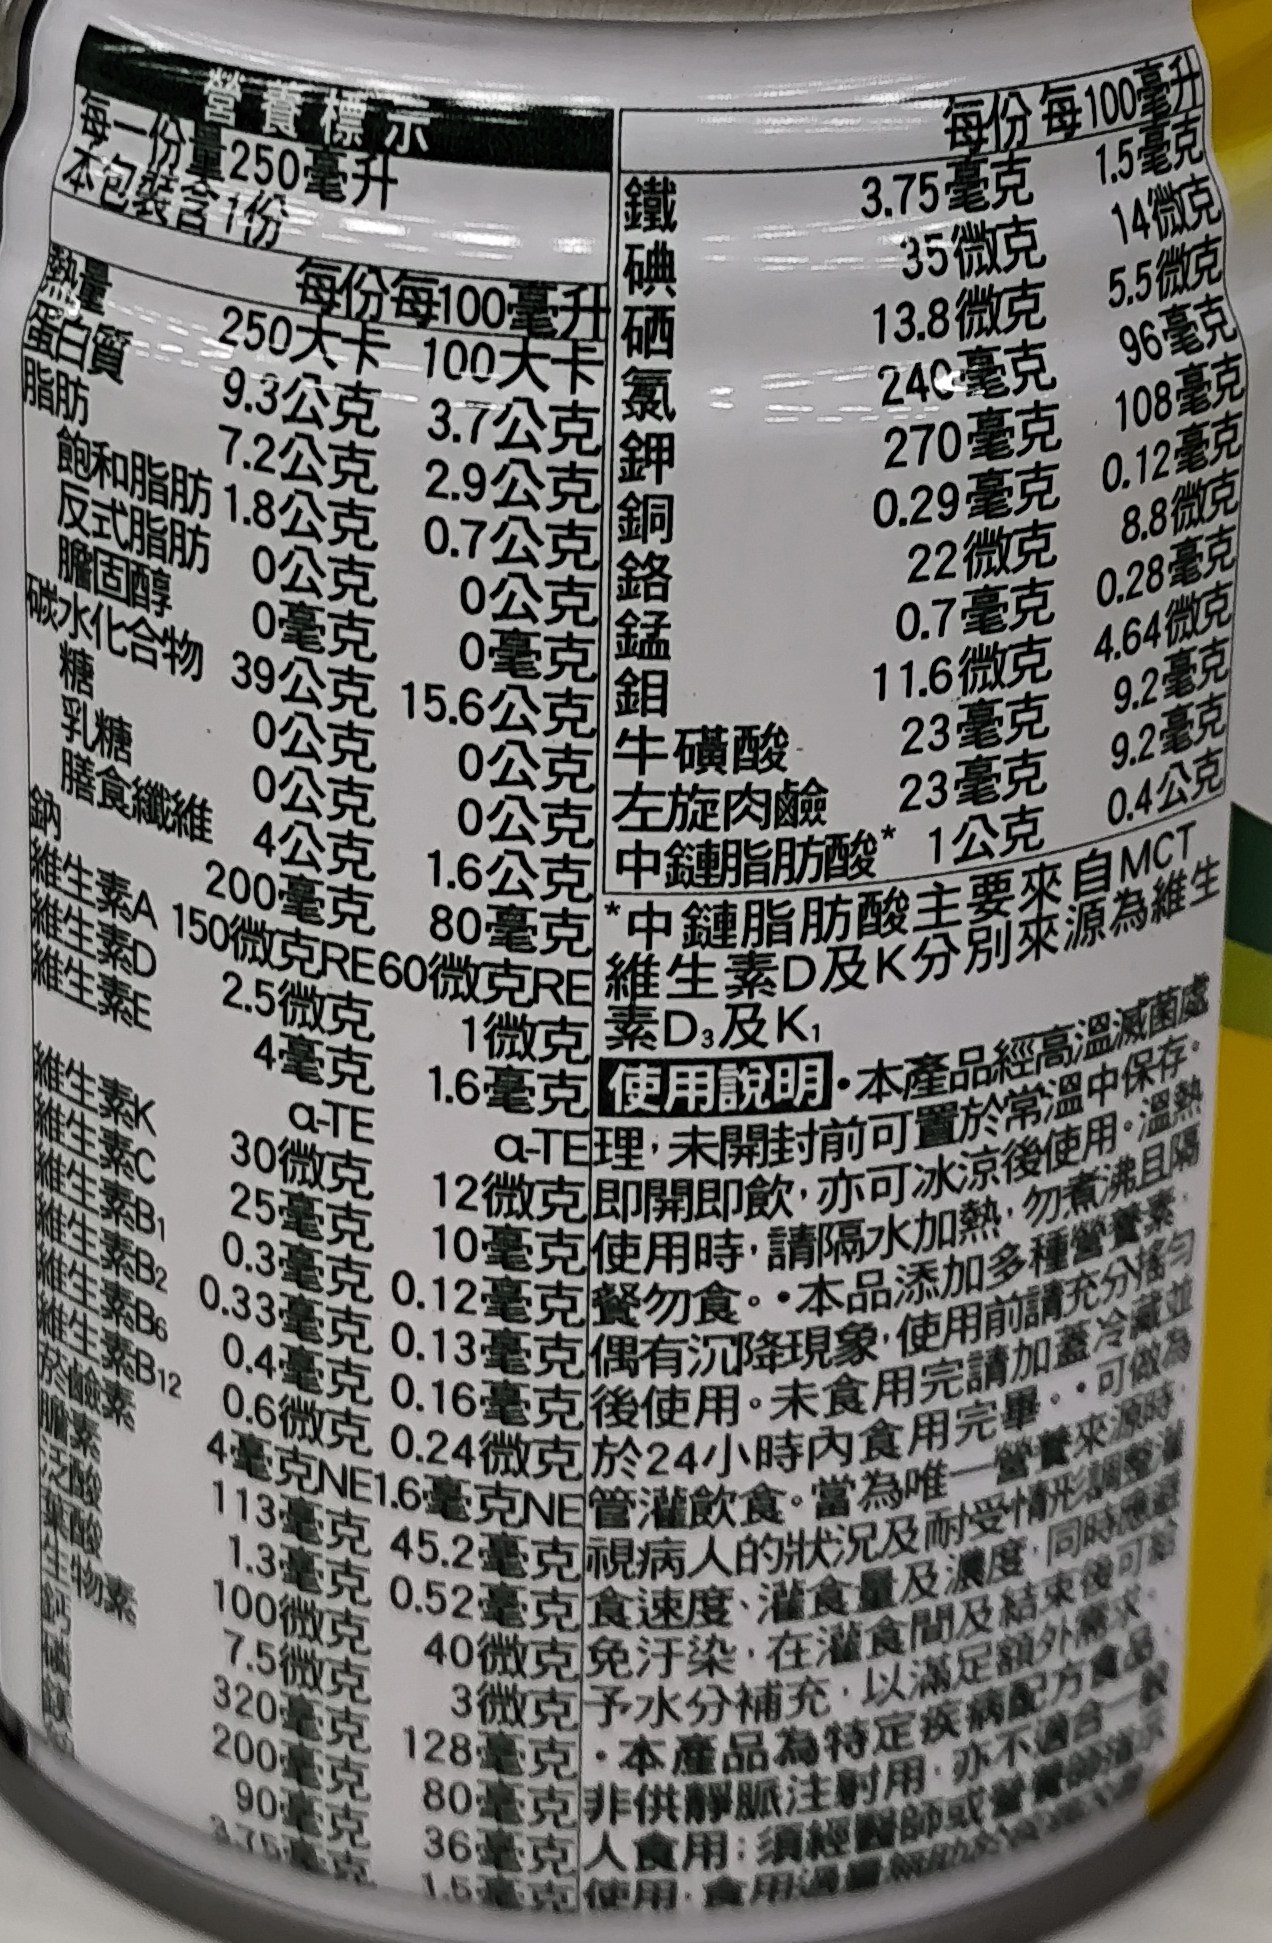 營養標示
每一份量250毫升
本包裝含1份
每份 每100毫升
熱量 250大卡 100大卡
蛋白質 9.3公克 3.7公克
脂肪 7.2公克 2.9公克
飽和脂肪 1.8公克 0.7公克
反式脂肪 0公克 0公克
膽固醇 0毫克 0毫克
碳水化合物 39公克 15.6公克
糖 0公克 0公克
乳糖 0公克 0公克
膳食纖維 4公克 1.6公克
鈉 200毫克 80毫克
維生素A 150微克RE 60微克RE
維生素D 2.5微克 1微克
維生素E 4毫克 1.6毫克
α-TE α-TE
維生素K 30微克 12微克
維生素C 25毫克 10毫克
維生素B1 0.3毫克 0.12毫克
維生素B2 0.33毫克 0.13毫克
維生素B6 0.4毫克 0.16毫克
維生素B12 0.6微克 0.24微克
菸鹼素 4毫克NE 1.6毫克NE
膽素 113毫克 45.2毫克
泛酸 1.3毫克 0.52毫克
葉酸 100微克 40微克
生物素 7.5微克 3微克
鈣 320毫克 128毫克
磷 200毫克 80毫克
鎂 90毫克 36毫克
3.75毫克 1.5毫克
每份 每100毫升
鐵 3.75毫克 1.5毫克
碘 35微克 14微克
硒 13.8微克 5.5微克
氯 240毫克 96毫克
鉀 270毫克 108毫克
銅 0.29毫克 0.12毫克
鉻 22微克 8.8微克
錳 0.7毫克 0.28毫克
鉬 11.6微克 4.64微克
牛磺酸 23毫克 9.2毫克
左旋肉鹼 23毫克 9.2毫克
中鏈脂肪酸* 1公克 0.4公克
*中鏈脂肪酸主要來自MCT
維生素D及K分別來源為維生
素D3及K1
使用說明•本產品經高溫滅菌處
理,未開封前可置於常溫中保存。
即開即飲,亦可冰涼後使用。溫熱
使用時,請隔水加熱,勿煮沸且隔
餐勿食。•本品添加多種營養素,
偶有沉降現象,使用前請充分搖勻
後使用。未食用完請加蓋冷藏並
於24小時內食用完畢。•可做為
管灌飲食。當為唯一營養來源時,
視病人的狀況及耐受情形調整灌
食速度、灌食量及濃度,同時應避
免汙染,在灌食間及結束後可給
予水分補充,以滿足額外需求。
•本產品為特定疾病配方食品,
非供靜脈注射用,亦不適合一般
人食用;須經醫師或營養師指示
使用,食用過量